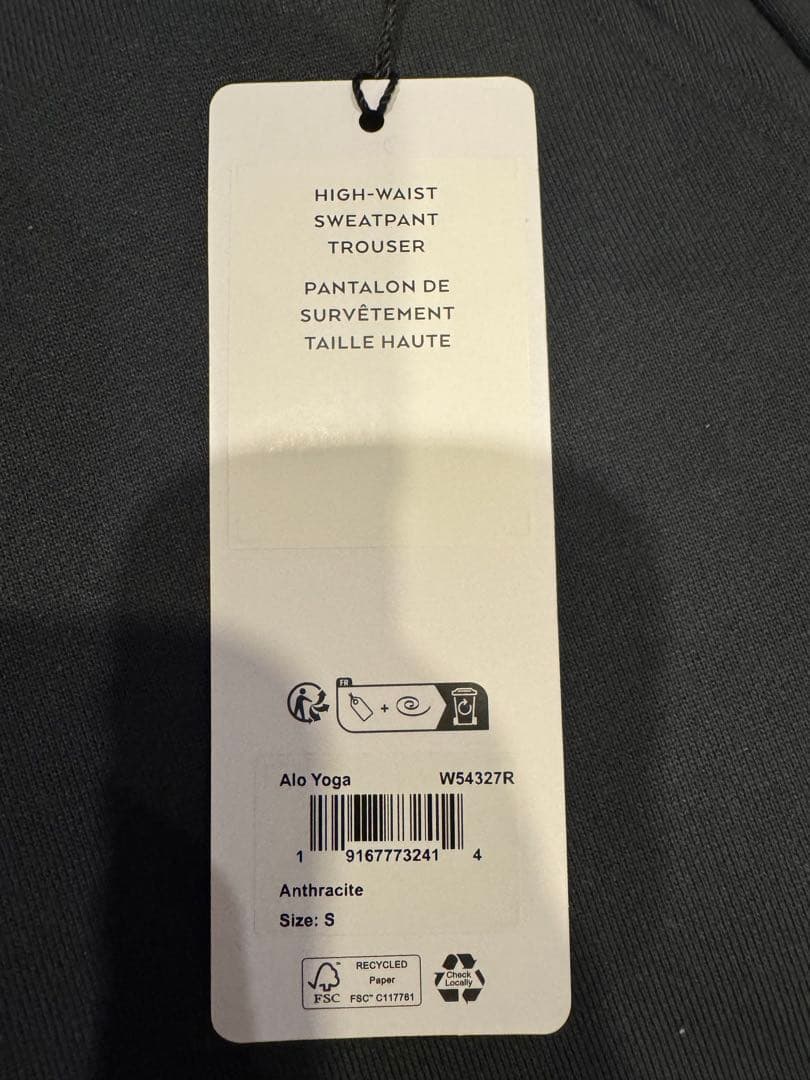 HIGH-WAIST
SWEATPANT
TROUSER
PANTALON DE
SURVÊTEMENT
TAILLE HAUTE
FR
+
Alo Yoga W54327R
1 9167773241 4
Anthracite
Size: S
RECYCLED
Paper
FSC™ C117761
FSC™
Check
Locally